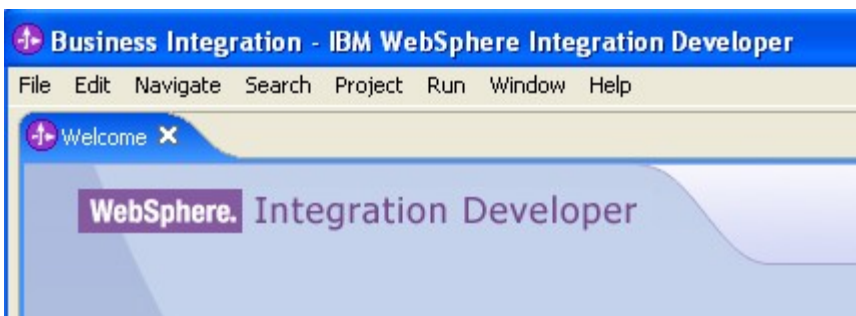 Business Integration - IBM WebSphere Integration Developer
File Edit Navigate Search Project Run Window Help
Welcome
WebSphere. Integration Developer